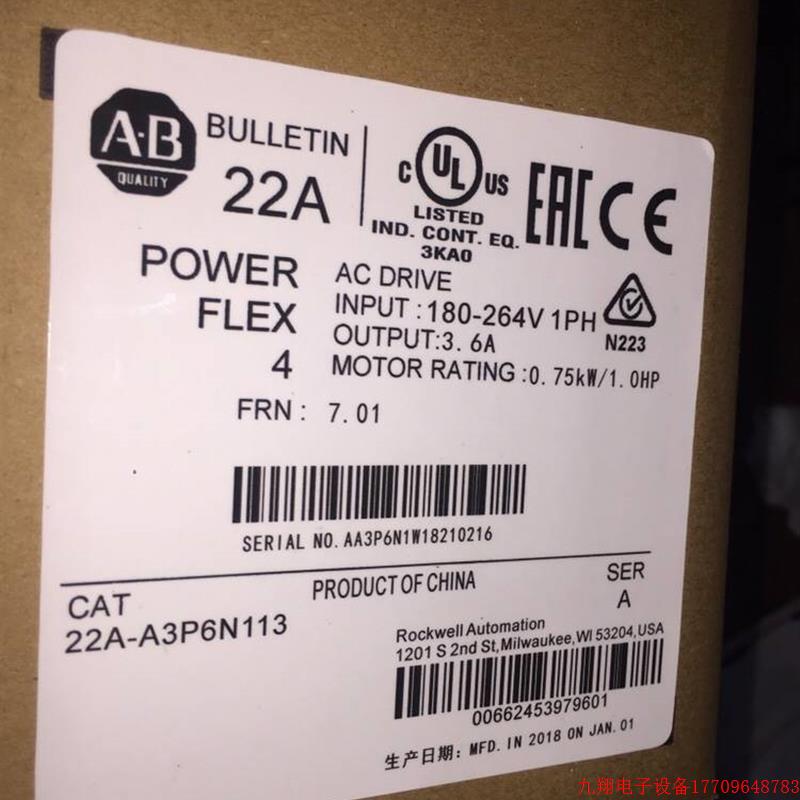 A-B
QUALITY
BULLETIN
22A
C UL US
LISTED
IND. CONT. EQ.
3KA0
EAC CE
N223
POWER
FLEX
4
AC DRIVE
INPUT :180-264V 1PH
OUTPUT:3.6A
MOTOR RATING :0.75kW/1.0HP
FRN : 7.01
SERIAL NO. AA3P6N1W18210216
CAT
22A-A3P6N113
PRODUCT OF CHINA
SER
A
Rockwell Automation
1201 S 2nd St,Milwaukee,WI 53204,USA
00662453979601
生产日期: MFD. IN 2018 ON JAN. 01
九翔电子设备17709648783